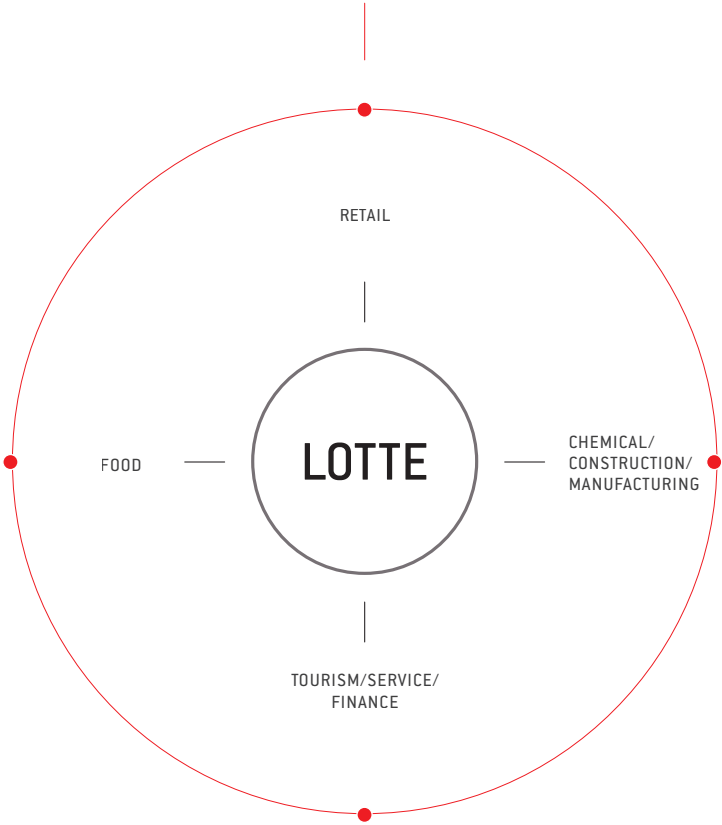 RETAIL
FOOD
LOTTE
CHEMICAL/
CONSTRUCTION/
MANUFACTURING
TOURISM/SERVICE/
FINANCE